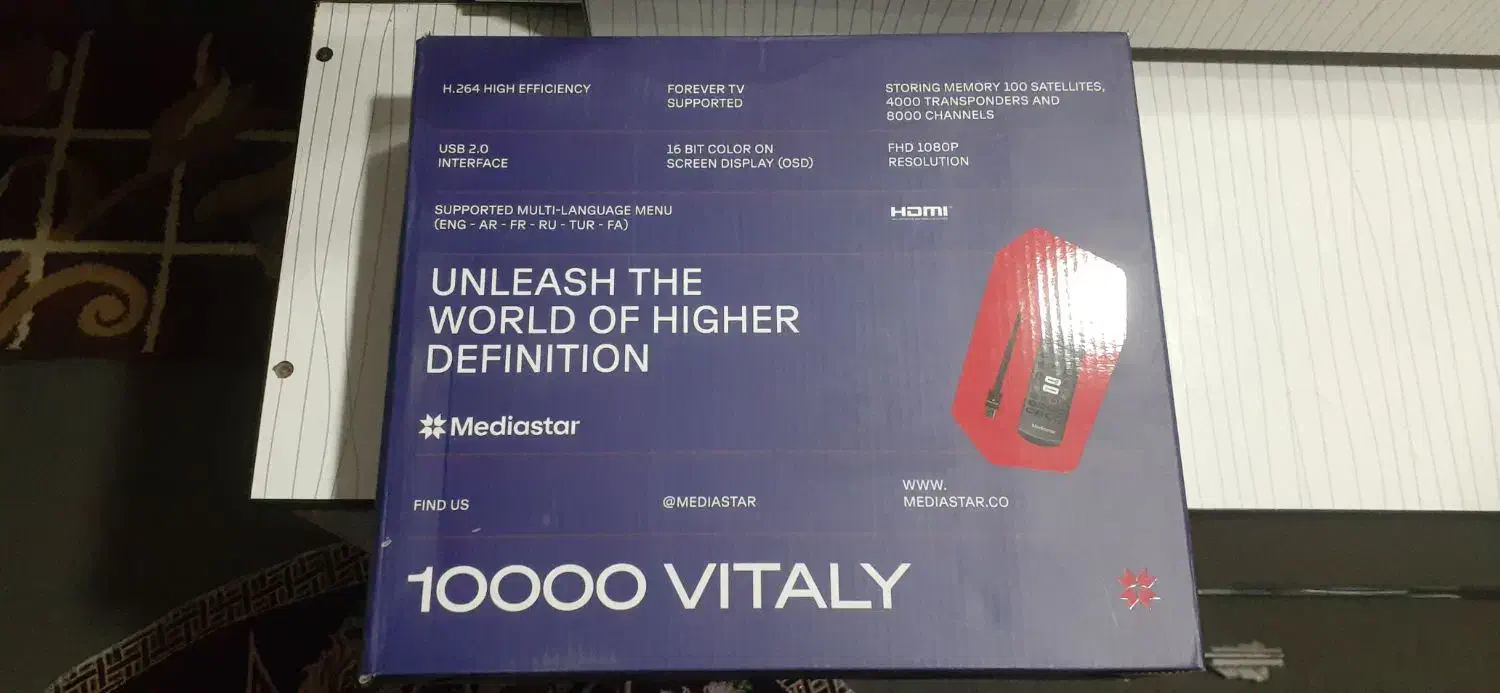 H.264 HIGH EFFICIENCY
FOREVER TV
SUPPORTED
STORING MEMORY 100 SATELLITES,
4000 TRANSPONDERS AND
8000 CHANNELS
USB 2.0
INTERFACE
16 BIT COLOR ON
SCREEN DISPLAY (OSD)
FHD 1080P
RESOLUTION
SUPPORTED MULTI-LANGUAGE MENU
(ENG - AR - FR - RU - TUR - FA)
HDMI
UNLEASH THE
WORLD OF HIGHER
DEFINITION
Mediastar
Mediastar
FIND US
@MEDIASTAR
WWW.
MEDIASTAR.CO
10000 VITALY